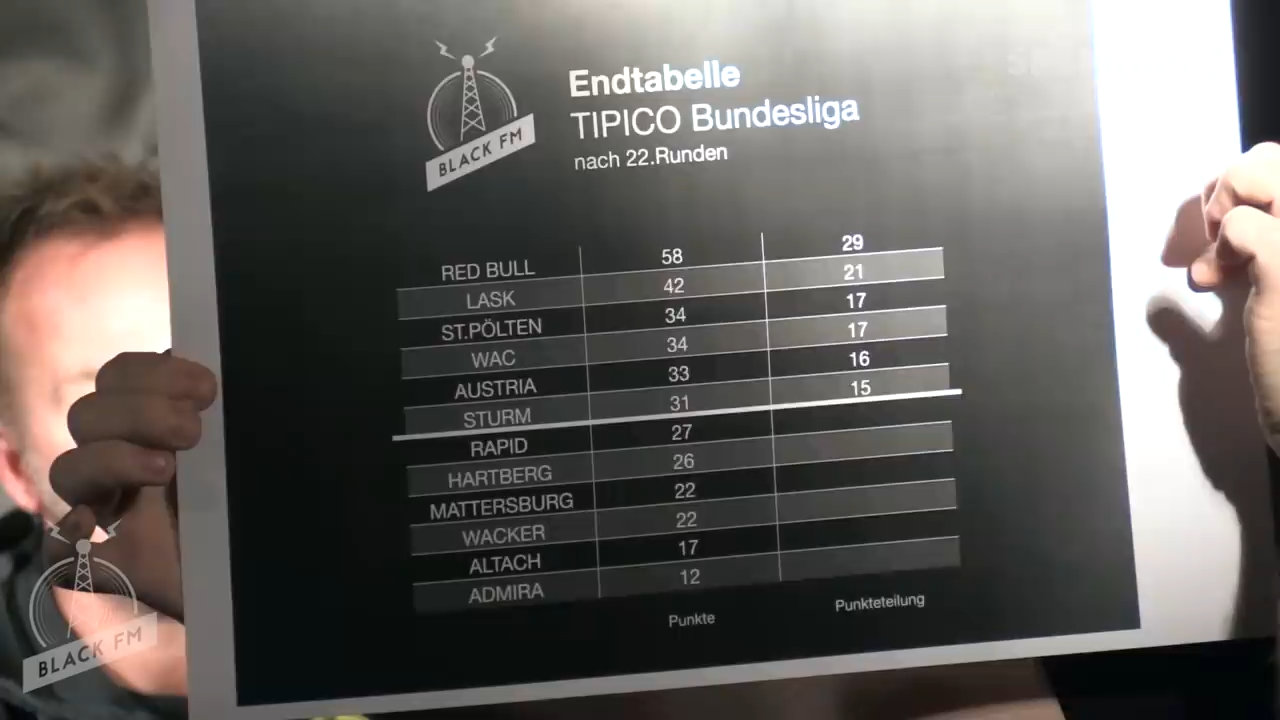 BLACK FM
Endtabelle
TIPICO Bundesliga
nach 22.Runden
RED BULL 58 29
LASK 42 21
ST.PÖLTEN 34 17
WAC 34 17
AUSTRIA 33 16
STURM 31 15
RAPID 27
HARTBERG 26
MATTERSBURG 22
WACKER 22
ALTACH 17
ADMIRA 12
Punkte Punkteteilung
BLACK FM